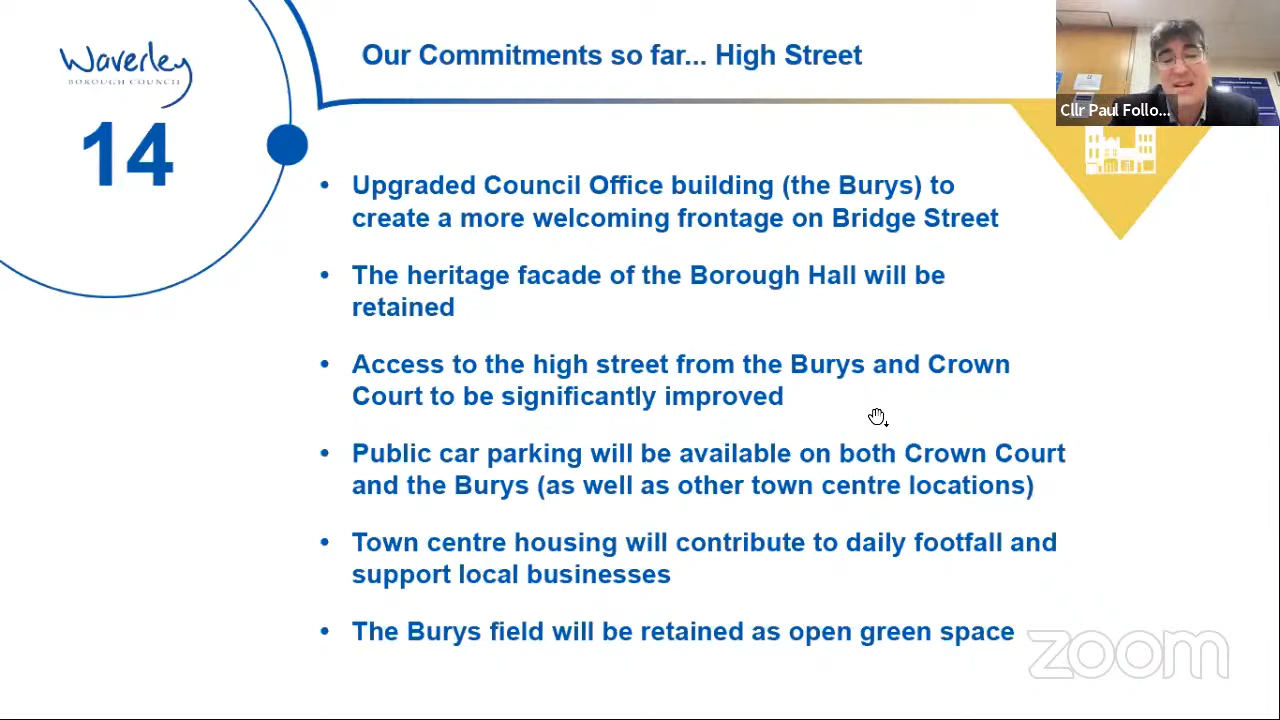 Waverley
BOROUGH COUNCIL
14
Our Commitments so far... High Street
Cllr Paul Follo...
• Upgraded Council Office building (the Burys) to
create a more welcoming frontage on Bridge Street
• The heritage facade of the Borough Hall will be
retained
• Access to the high street from the Burys and Crown
Court to be significantly improved
• Public car parking will be available on both Crown Court
and the Burys (as well as other town centre locations)
• Town centre housing will contribute to daily footfall and
support local businesses
• The Burys field will be retained as open green space
zoom